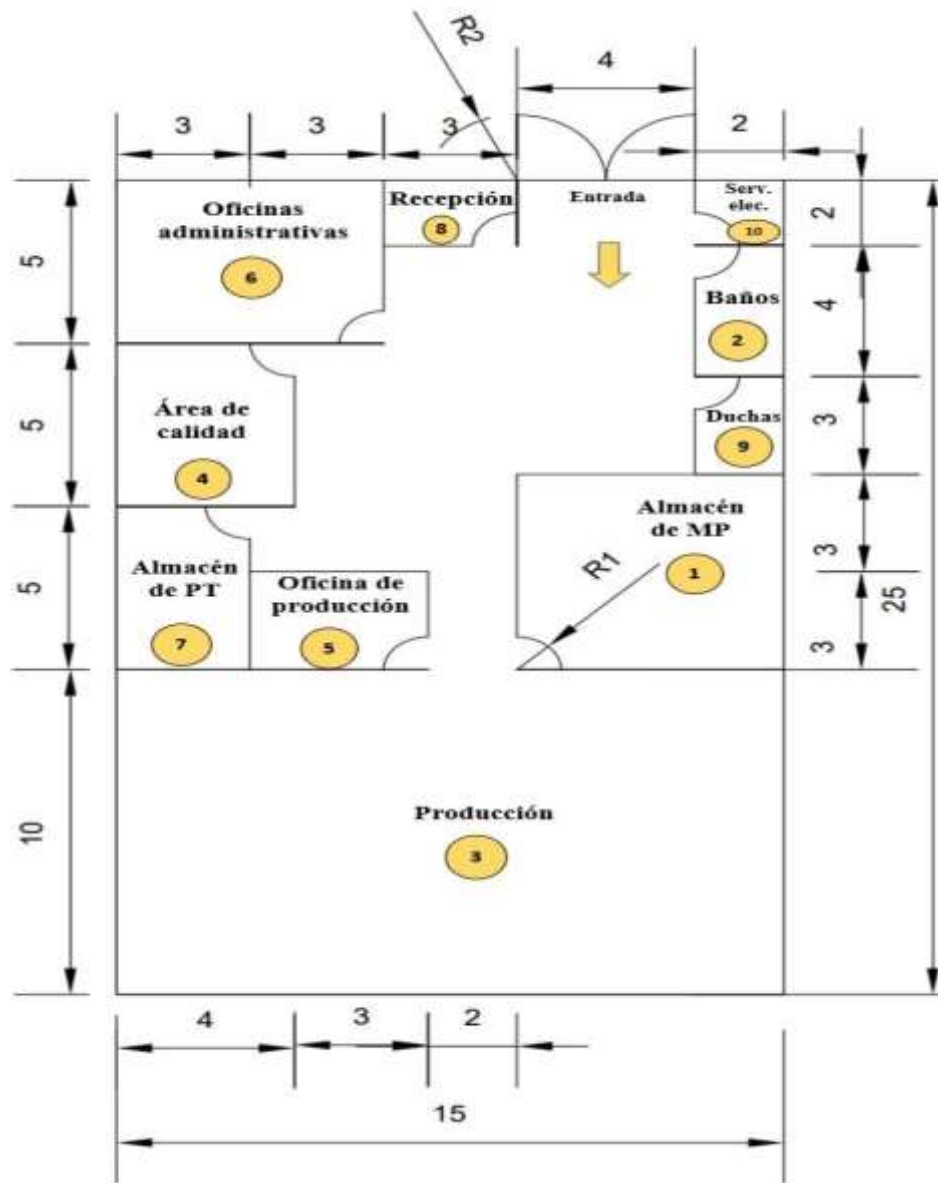 R2
4
3
3
3
2
Oficinas
administrativas
6
Recepción
8
Entrada
Serv.
elec.
10
2
5
Baños
2
4
Área de
calidad
4
5
Duchas
9
3
Almacén
de MP
1
R1
3
Almacén
de PT
7
Oficina de
producción
5
5
3
25
Producción
3
10
4
3
2
15